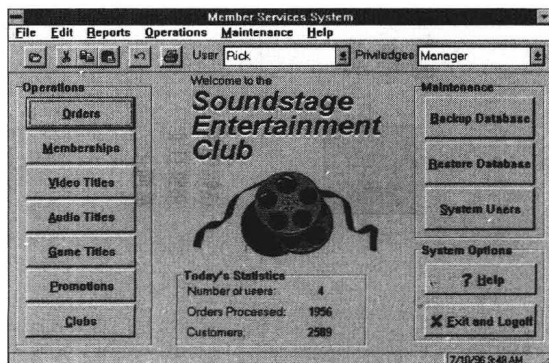 Member Services System
File Edit Reports Operations Maintenance Help
User Rick Priviledges Manager
Operations
Orders
Memberships
Video Titles
Audio Titles
Game Titles
Promotions
Clubs
Welcome to the
Soundstage
Entertainment
Club
Today's Statistics
Number of users: 4
Orders Processed: 1956
Customers: 2589
Maintenance
Backup Database
Restore Database
System Users
System Options
? Help
X Exit and Logoff
7/18/96 9:48 AM